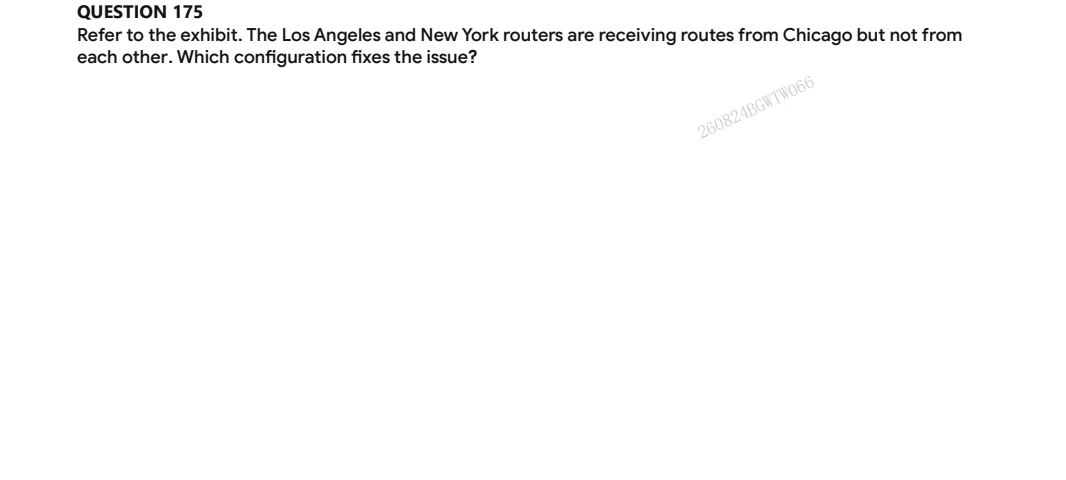 QUESTION 175
Refer to the exhibit. The Los Angeles and New York routers are receiving routes from Chicago but not from
each other. Which configuration fixes the issue?
260824BGWTW066